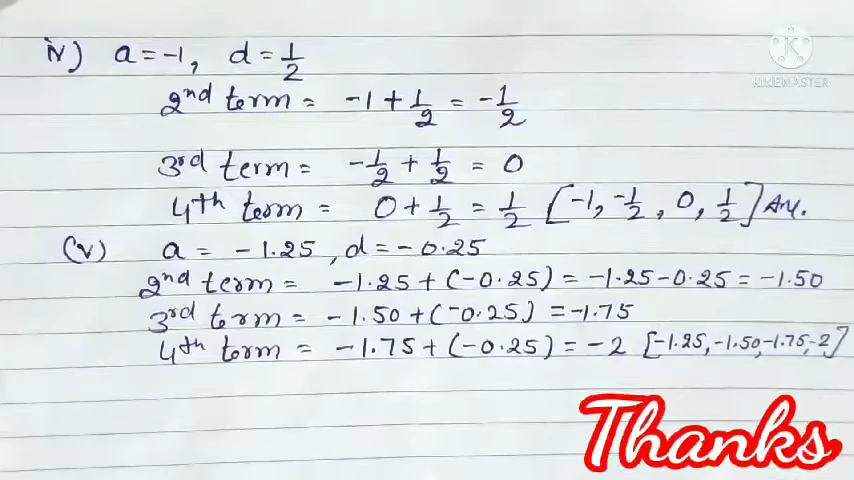 iv) a = -1, d = 1/2
K
KINEMASTER
2nd term = -1 + 1/2 = -1/2
3rd term = -1/2 + 1/2 = 0
4th term = 0 + 1/2 = 1/2 [-1, -1/2, 0, 1/2] Ans.
(v) a = -1.25, d = -0.25
2nd term = -1.25 + (-0.25) = -1.25 - 0.25 = -1.50
3rd term = -1.50 + (-0.25) = -1.75
4th term = -1.75 + (-0.25) = -2 [-1.25, -1.50, -1.75, -2]
Thanks